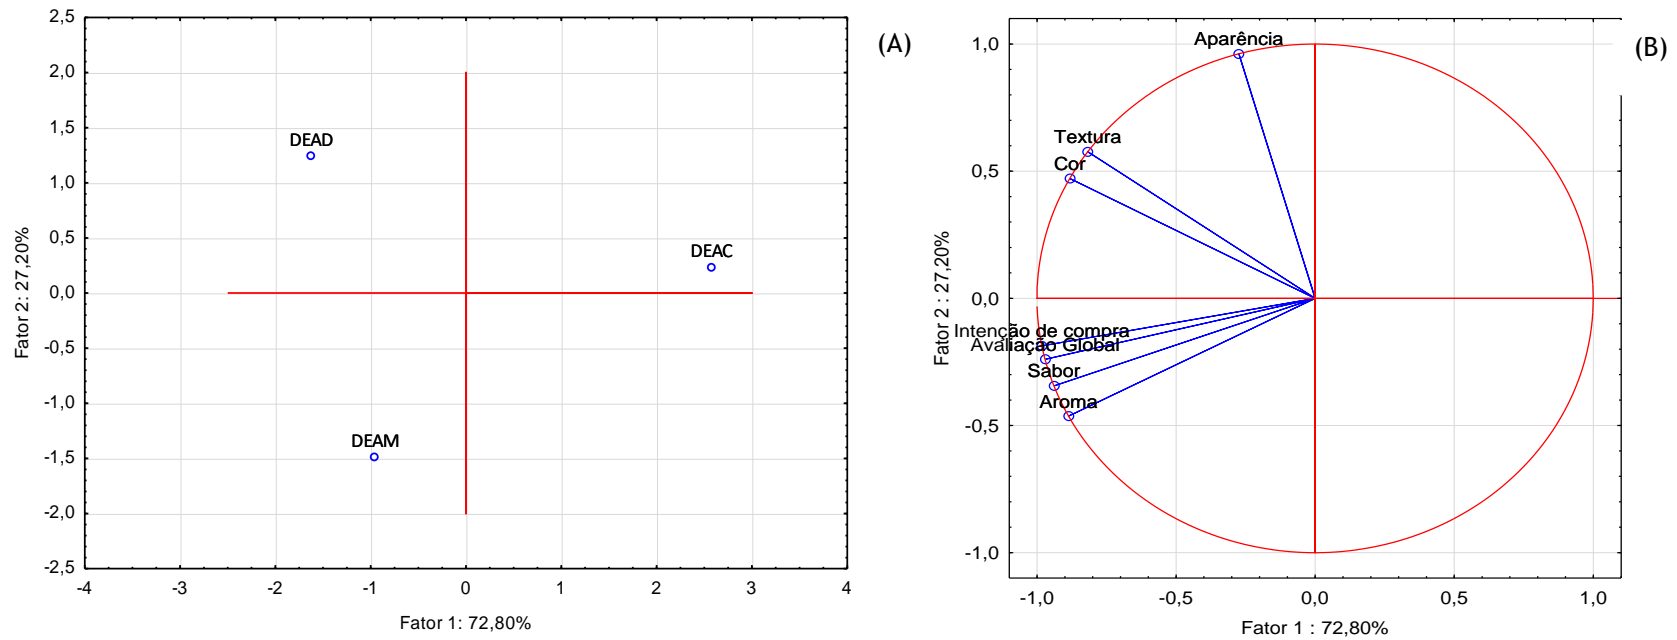 2,5
2,0
1,5
1,0
0,5
0,0
-0,5
-1,0
-1,5
-2,0
-2,5
-4
-3
-2
-1
0
1
2
3
4
Fator 2: 27,20%
Fator 1: 72,80%
DEAD
DEAC
DEAM
(A)
1,0
0,5
0,0
-0,5
-1,0
-1,0
-0,5
0,0
0,5
1,0
Fator 2 : 27,20%
Fator 1 : 72,80%
Aparência
Textura
Cor
Intenção de compra
Avaliação Global
Sabor
Aroma
(B)